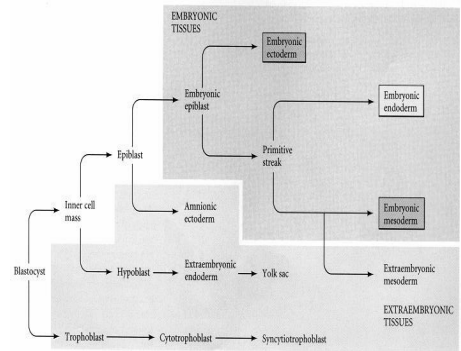 EMBRYONIC
TISSUES
Embryonic
ectoderm
Embryonic
epiblast
Embryonic
endoderm
Epiblast
Primitive
streak
Inner cell
mass
Amnionic
ectoderm
Embryonic
mesoderm
Blastocyst
Hypoblast
Extraembryonic
endoderm
Yolk sac
Extraembryonic
mesoderm
EXTRAEMBRYONIC
TISSUES
Trophoblast
Cytotrophoblast
Syncytiotrophoblast